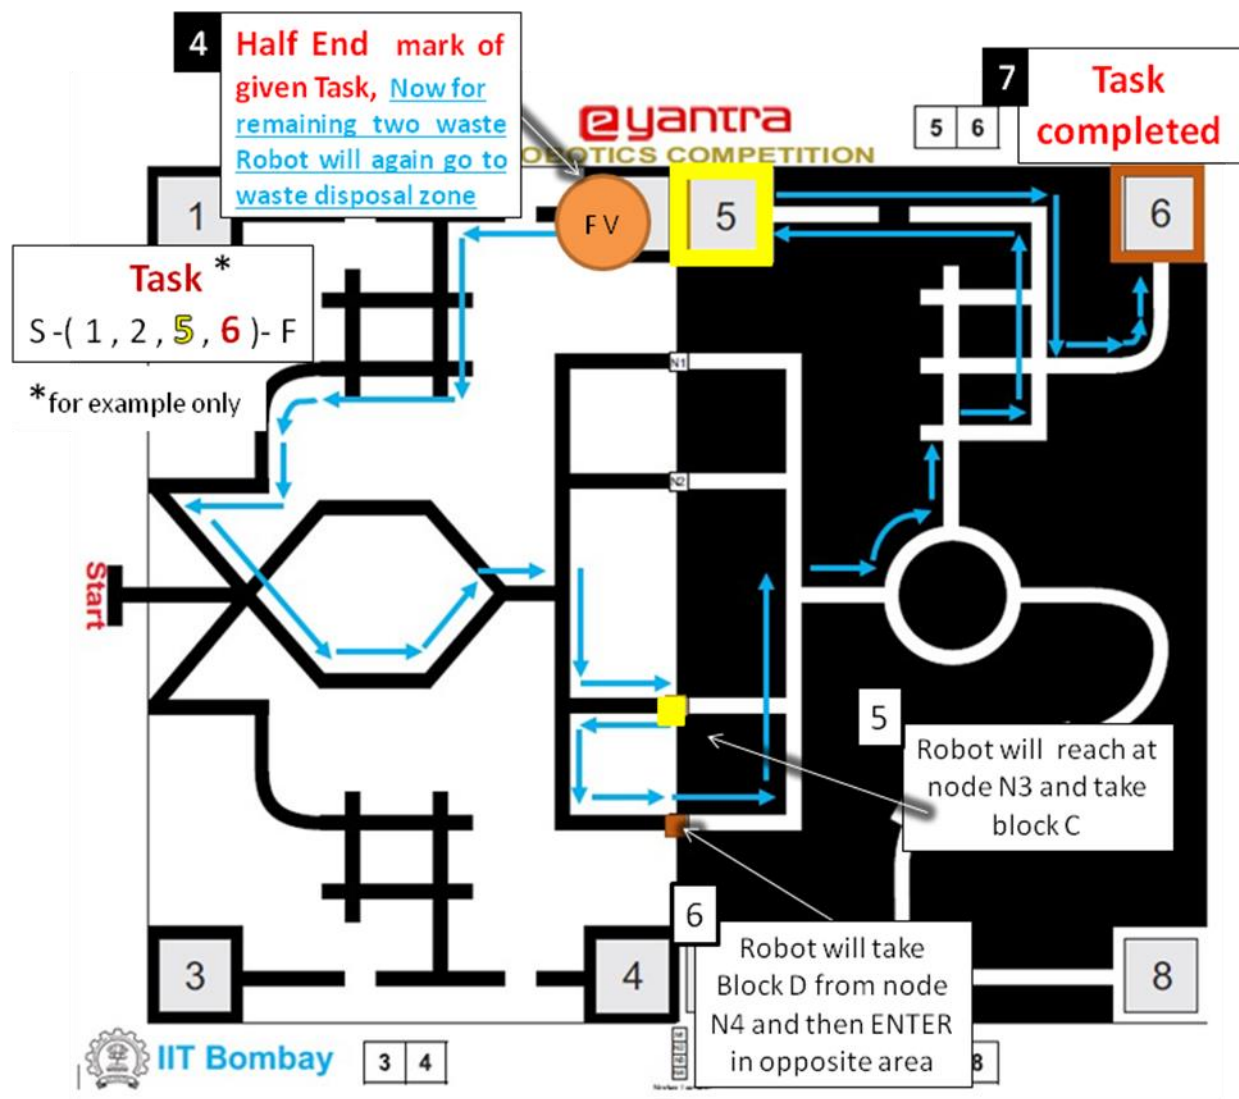 4
Half End mark of
given Task, Now for
remaining two waste
Robot will again go to
waste disposal zone
7
Task
completed
e yantra
OBOTICS COMPETITION
5 6
1
F V
5
6
Task *
S -( 1 , 2 , 5 , 6 )- F
*for example only
N1
N2
Start
5
Robot will reach at
node N3 and take
block C
6
Robot will take
Block D from node
N4 and then ENTER
in opposite area
3
4
8
IIT Bombay
3 4
8